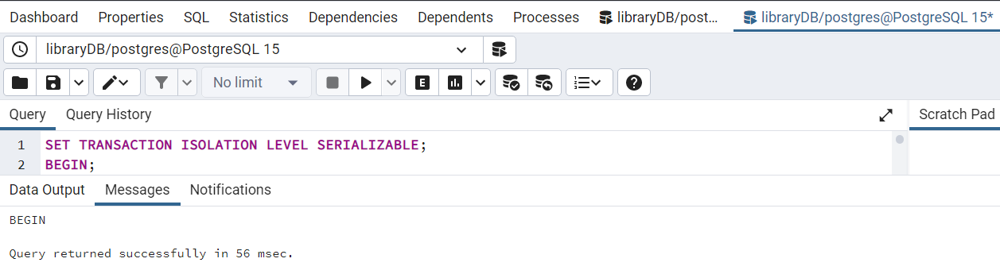 Dashboard Properties SQL Statistics Dependencies Dependents Processes libraryDB/post... libraryDB/postgres@PostgreSQL 15*
libraryDB/postgres@PostgreSQL 15
No limit E
Query Query History Scratch Pad
1 SET TRANSACTION ISOLATION LEVEL SERIALIZABLE;
2 BEGIN;
Data Output Messages Notifications
BEGIN
Query returned successfully in 56 msec.